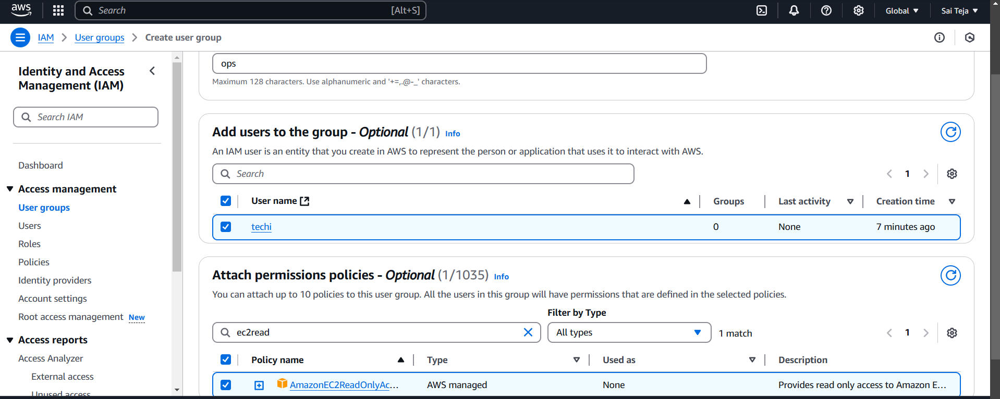 aws
Search [Alt+S]
Global
Sai Teja
IAM > User groups > Create user group
Identity and Access
Management (IAM)
Search IAM
Dashboard
Access management
User groups
Users
Roles
Policies
Identity providers
Account settings
Root access management New
Access reports
Access Analyzer
External access
Unused access
ops
Maximum 128 characters. Use alphanumeric and '+=,.@-_' characters.
Add users to the group - Optional (1/1) Info
An IAM user is an entity that you create in AWS to represent the person or application that uses it to interact with AWS.
Search
1
User name Groups Last activity Creation time
techi 0 None 7 minutes ago
Attach permissions policies - Optional (1/1035) Info
You can attach up to 10 policies to this user group. All the users in this group will have permissions that are defined in the selected policies.
Filter by Type
ec2read All types 1 match 1
Policy name Type Used as Description
AmazonEC2ReadOnlyAc... AWS managed None Provides read only access to Amazon E...